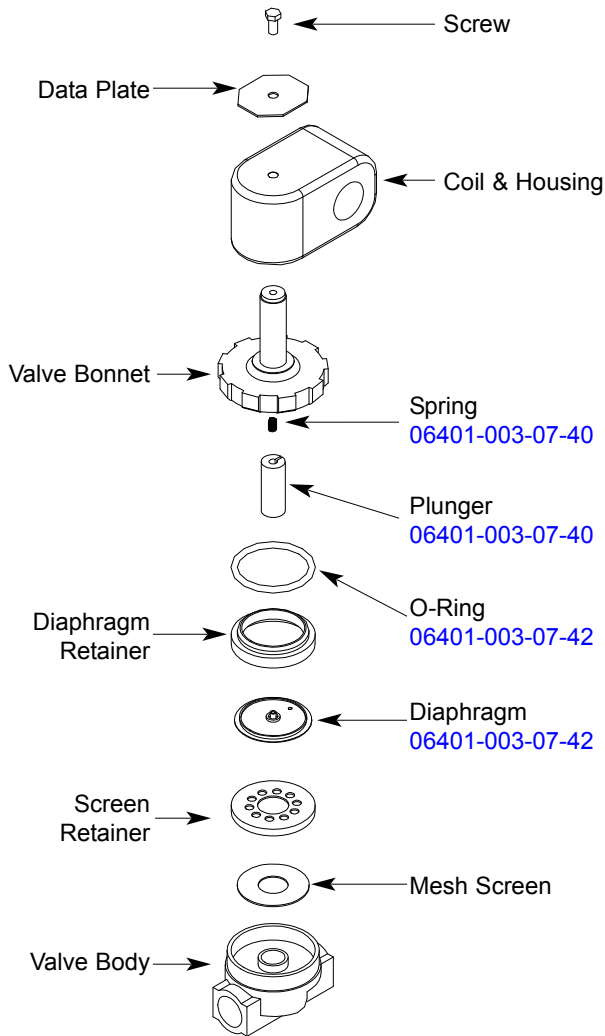 Screw
Data Plate
Coil & Housing
Valve Bonnet
Spring
06401-003-07-40
Plunger
06401-003-07-40
O-Ring
06401-003-07-42
Diaphragm
Retainer
Diaphragm
06401-003-07-42
Screen
Retainer
Mesh Screen
Valve Body